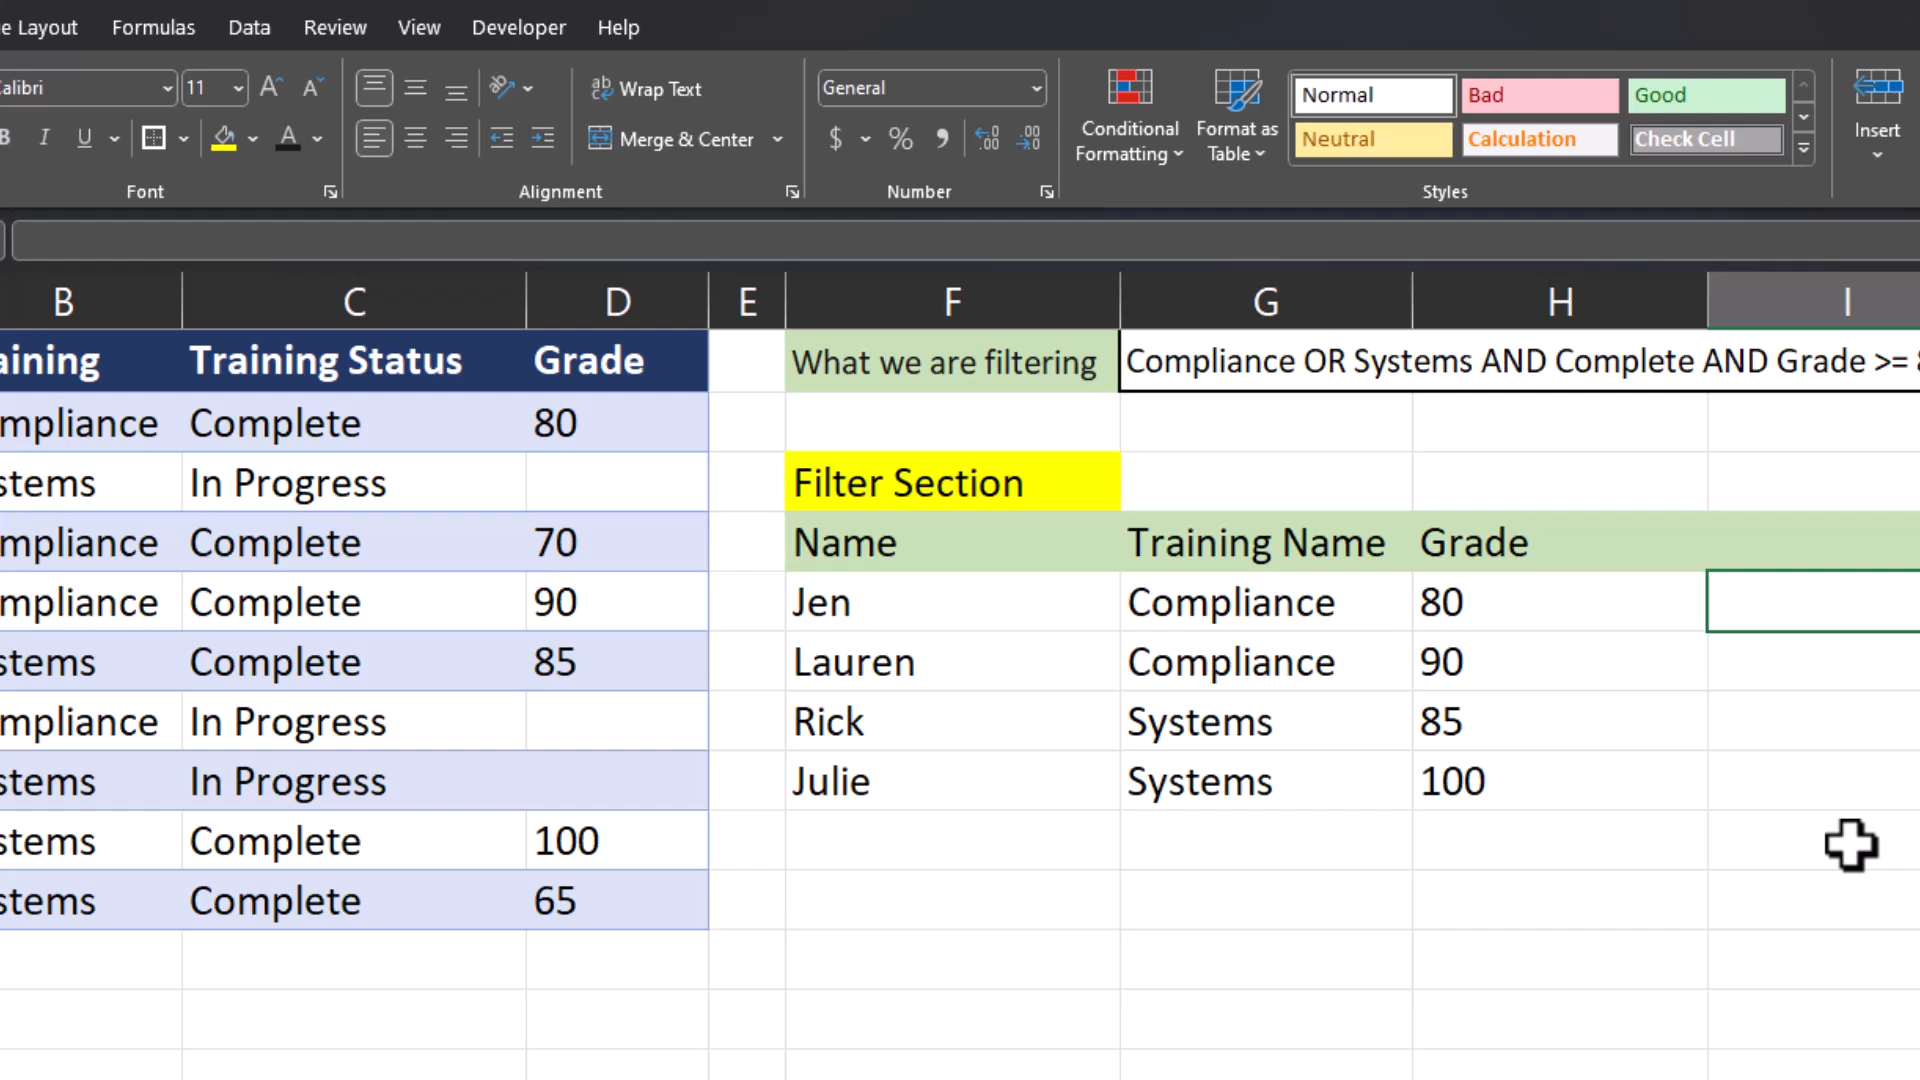 e Layout Formulas Data Review View Developer Help
alibri 11 A A ab Wrap Text General Normal Bad Good
B I U A Merge & Center $ % , Conditional Formatting Format as Table Neutral Calculation Check Cell Insert
Font Alignment Number Styles
B C D E F G H I
aining Training Status Grade What we are filtering Compliance OR Systems AND Complete AND Grade >=
mpliance Complete 80
stems In Progress Filter Section
mpliance Complete 70 Name Training Name Grade
mpliance Complete 90 Jen Compliance 80
stems Complete 85 Lauren Compliance 90
mpliance In Progress Rick Systems 85
stems In Progress Julie Systems 100
stems Complete 100
stems Complete 65